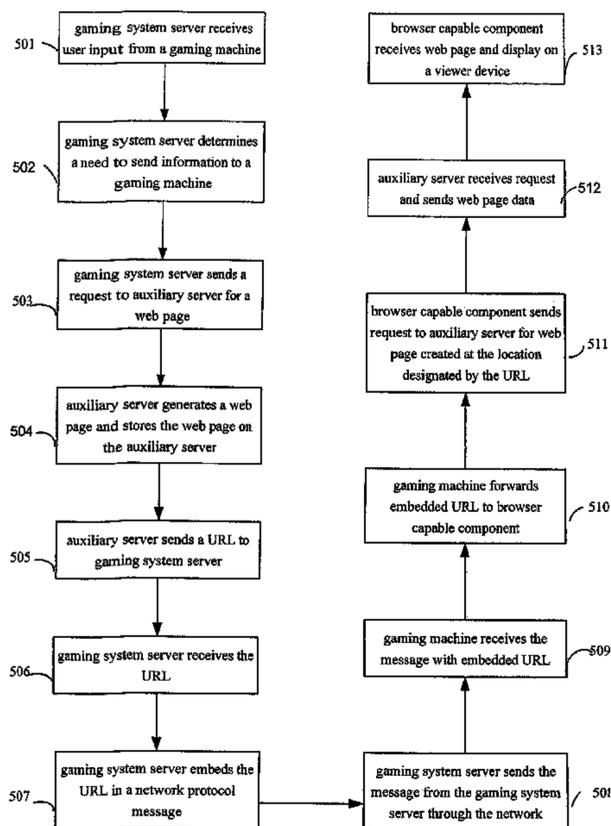 501
gaming system server receives
user input from a gaming machine
502
gaming system server determines
a need to send information to a
gaming machine
503
gaming system server sends a
request to auxiliary server for a
web page
504
auxiliary server generates a web
page and stores the web page on
the auxiliary server
505
auxiliary server sends a URL to
gaming system server
506
gaming system server receives the
URL
507
gaming system server embeds the
URL in a network protocol
message
gaming system server sends the
message from the gaming system
server through the network
508
gaming machine receives the
message with embedded URL
509
gaming machine forwards
embedded URL to browser
capable component
510
browser capable component sends
request to auxiliary server for web
page created at the location
designated by the URL
511
auxiliary server receives request
and sends web page data
512
browser capable component
receives web page and display on
a viewer device
513